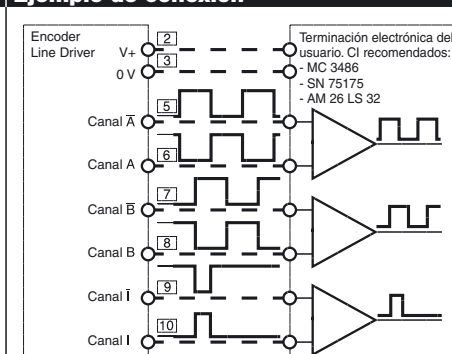 Ejemplo de conexión
Encoder
Line Driver
V+
2
0 V
3
Terminación electrónica del
usuario. CI recomendados:
- MC 3486
- SN 75175
- AM 26 LS 32
Canal A̅
5
Canal A
6
Canal B̅
7
Canal B
8
Canal I̅
9
Canal I
10